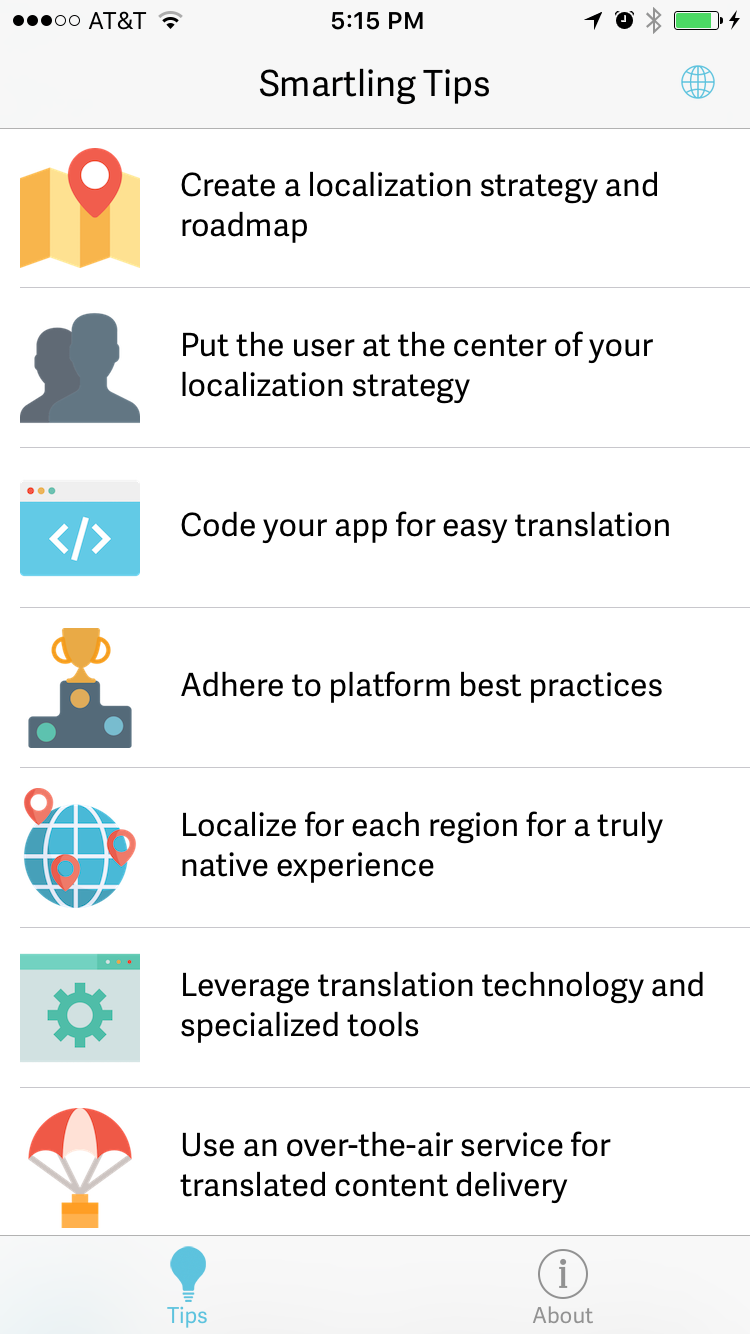 AT&T
5:15 PM
Smartling Tips
Create a localization strategy and
roadmap
Put the user at the center of your
localization strategy
Code your app for easy translation
Adhere to platform best practices
Localize for each region for a truly
native experience
Leverage translation technology and
specialized tools
Use an over-the-air service for
translated content delivery
Tips
About